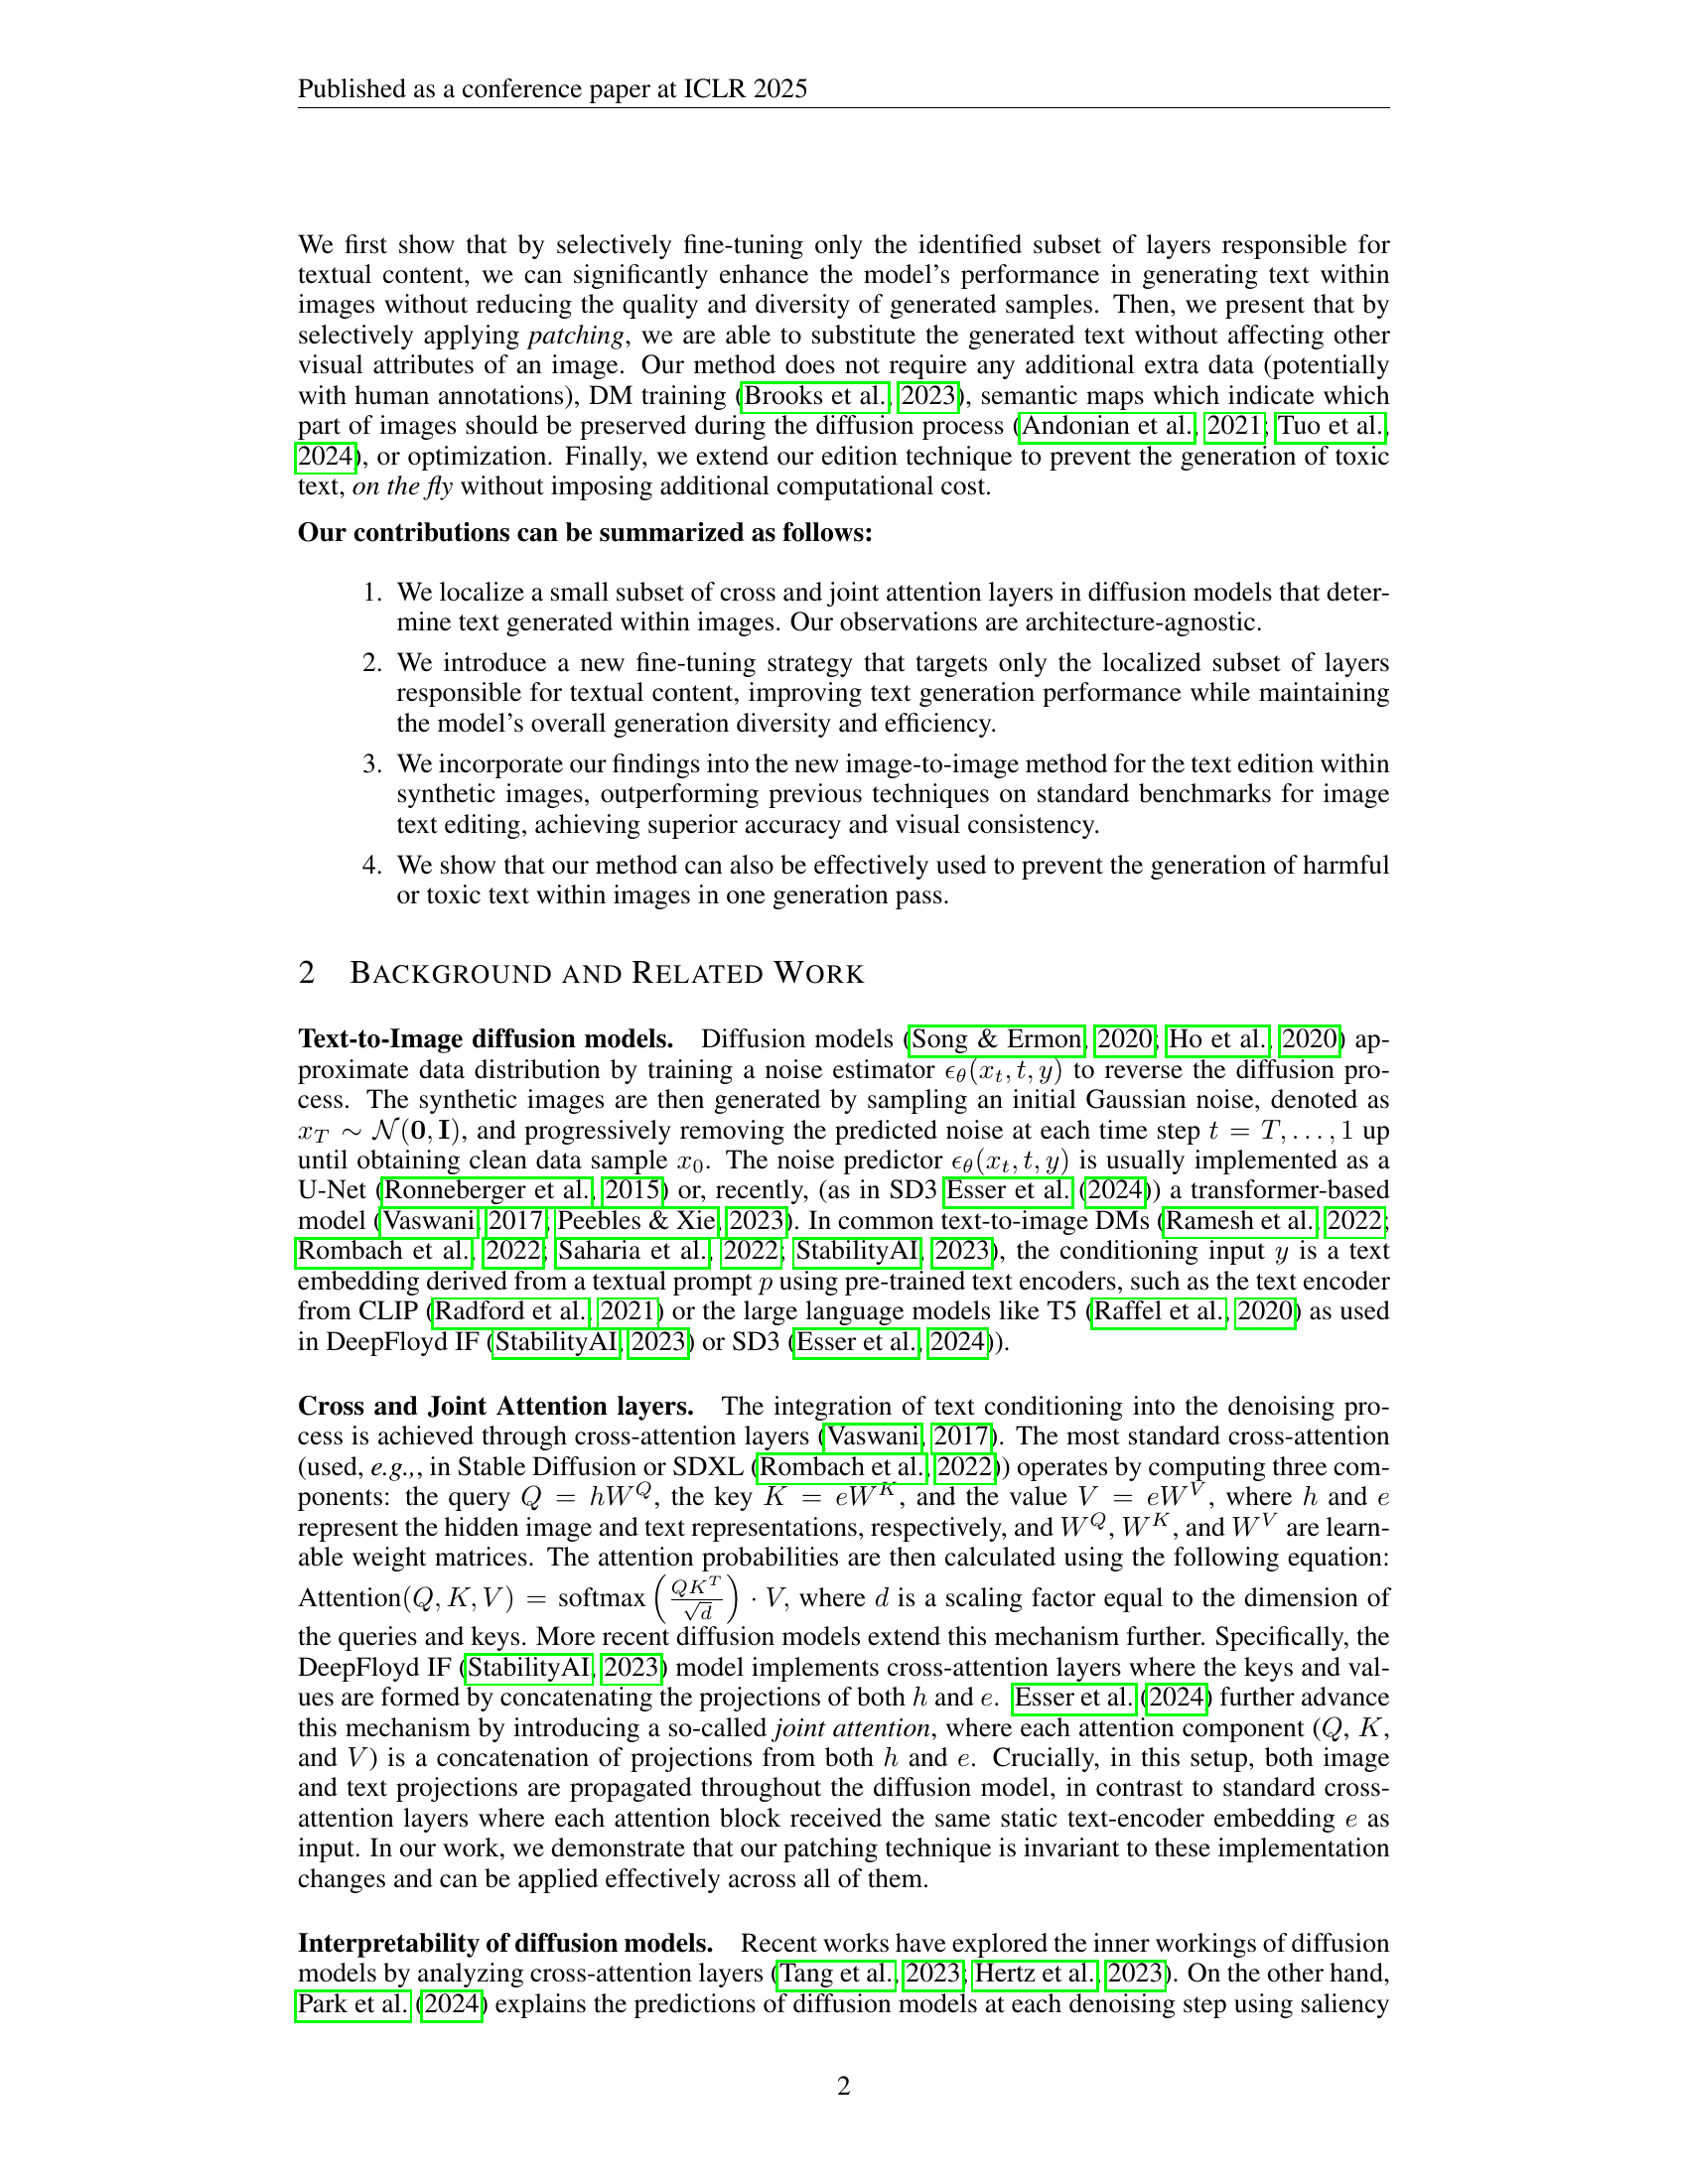 Published as a conference paper at ICLR 2025
We first show that by selectively fine-tuning only the identified subset of layers responsible for
textual content, we can significantly enhance the model's performance in generating text within
images without reducing the quality and diversity of generated samples. Then, we present that by
selectively applying patching, we are able to substitute the generated text without affecting other
visual attributes of an image. Our method does not require any additional extra data (potentially
with human annotations), DM training (Brooks et al., 2023), semantic maps which indicate which
part of images should be preserved during the diffusion process (Andonian et al., 2021; Tuo et al.,
2024), or optimization. Finally, we extend our edition technique to prevent the generation of toxic
text, on the fly without imposing additional computational cost.
Our contributions can be summarized as follows:
1. We localize a small subset of cross and joint attention layers in diffusion models that deter-
mine text generated within images. Our observations are architecture-agnostic.
2. We introduce a new fine-tuning strategy that targets only the localized subset of layers
responsible for textual content, improving text generation performance while maintaining
the model's overall generation diversity and efficiency.
3. We incorporate our findings into the new image-to-image method for the text edition within
synthetic images, outperforming previous techniques on standard benchmarks for image
text editing, achieving superior accuracy and visual consistency.
4. We show that our method can also be effectively used to prevent the generation of harmful
or toxic text within images in one generation pass.
2 BACKGROUND AND RELATED WORK
Text-to-Image diffusion models. Diffusion models (Song & Ermon, 2020; Ho et al., 2020) ap-
proximate data distribution by training a noise estimator ϵθ(xt, t, y) to reverse the diffusion pro-
cess. The synthetic images are then generated by sampling an initial Gaussian noise, denoted as
xT ∼ N(0, I), and progressively removing the predicted noise at each time step t = T, . . . , 1 up
until obtaining clean data sample x0. The noise predictor ϵθ(xt, t, y) is usually implemented as a
U-Net (Ronneberger et al., 2015) or, recently, (as in SD3 Esser et al. (2024)) a transformer-based
model (Vaswani, 2017; Peebles & Xie, 2023). In common text-to-image DMs (Ramesh et al., 2022;
Rombach et al., 2022; Saharia et al., 2022; StabilityAI, 2023), the conditioning input y is a text
embedding derived from a textual prompt p using pre-trained text encoders, such as the text encoder
from CLIP (Radford et al., 2021) or the large language models like T5 (Raffel et al., 2020) as used
in DeepFloyd IF (StabilityAI, 2023) or SD3 (Esser et al., 2024)).
Cross and Joint Attention layers. The integration of text conditioning into the denoising pro-
cess is achieved through cross-attention layers (Vaswani, 2017). The most standard cross-attention
(used, e.g.,, in Stable Diffusion or SDXL (Rombach et al., 2022)) operates by computing three com-
ponents: the query Q = hW^Q, the key K = eW^K, and the value V = eW^V, where h and e
represent the hidden image and text representations, respectively, and W^Q, W^K, and W^V are learn-
able weight matrices. The attention probabilities are then calculated using the following equation:
Attention(Q, K, V) = softmax(QK^T/√d) · V, where d is a scaling factor equal to the dimension of
the queries and keys. More recent diffusion models extend this mechanism further. Specifically, the
DeepFloyd IF (StabilityAI, 2023) model implements cross-attention layers where the keys and val-
ues are formed by concatenating the projections of both h and e. Esser et al. (2024) further advance
this mechanism by introducing a so-called joint attention, where each attention component (Q, K,
and V) is a concatenation of projections from both h and e. Crucially, in this setup, both image
and text projections are propagated throughout the diffusion model, in contrast to standard cross-
attention layers where each attention block received the same static text-encoder embedding e as
input. In our work, we demonstrate that our patching technique is invariant to these implementation
changes and can be applied effectively across all of them.
Interpretability of diffusion models. Recent works have explored the inner workings of diffusion
models by analyzing cross-attention layers (Tang et al., 2023; Hertz et al., 2023). On the other hand,
Park et al. (2024) explains the predictions of diffusion models at each denoising step using saliency
2